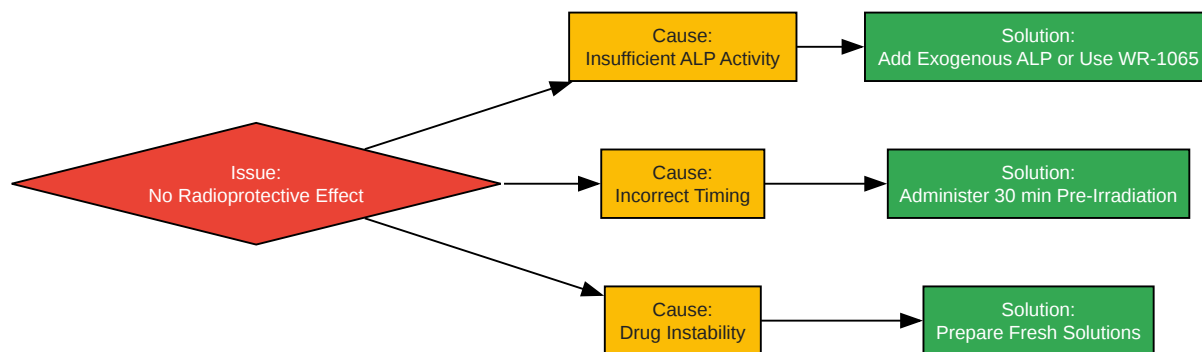 Cause:
Insufficient ALP Activity
Solution:
Add Exogenous ALP or Use WR-1065
Issue:
No Radioprotective Effect
Cause:
Incorrect Timing
Solution:
Administer 30 min Pre-Irradiation
Cause:
Drug Instability
Solution:
Prepare Fresh Solutions